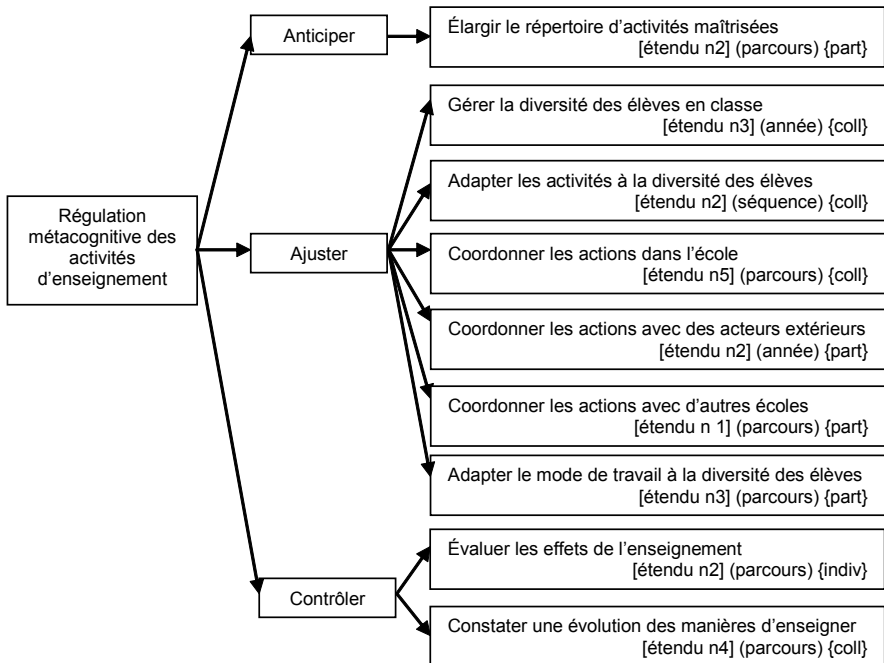 Régulation
métacognitive des
activités
d'enseignement
Anticiper
Élargir le répertoire d'activités maîtrisées
[étendu n2] (parcours) {part}
Ajuster
Gérer la diversité des élèves en classe
[étendu n3] (année) {coll}
Adapter les activités à la diversité des élèves
[étendu n2] (séquence) {coll}
Coordonner les actions dans l'école
[étendu n5] (parcours) {coll}
Coordonner les actions avec des acteurs extérieurs
[étendu n2] (année) {part}
Coordonner les actions avec d'autres écoles
[étendu n 1] (parcours) {part}
Adapter le mode de travail à la diversité des élèves
[étendu n3] (parcours) {part}
Contrôler
Évaluer les effets de l'enseignement
[étendu n2] (parcours) {indiv}
Constater une évolution des manières d'enseigner
[étendu n4] (parcours) {coll}